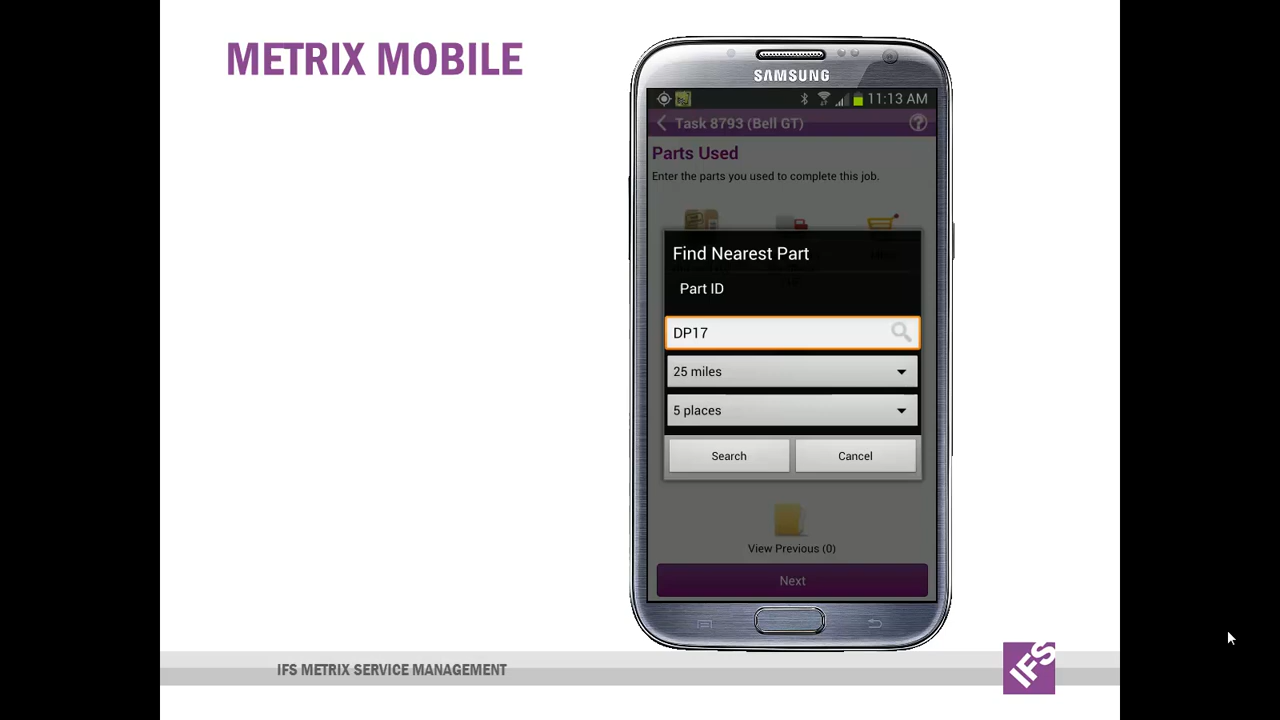 METRIX MOBILE
SAMSUNG
11:13 AM
Task 8793 (Bell GT)
Parts Used
Enter the parts you used to complete this job.
Find Nearest Part
Part ID
DP17
25 miles
5 places
Search
Cancel
View Previous (0)
Next
IFS METRIX SERVICE MANAGEMENT
IFS